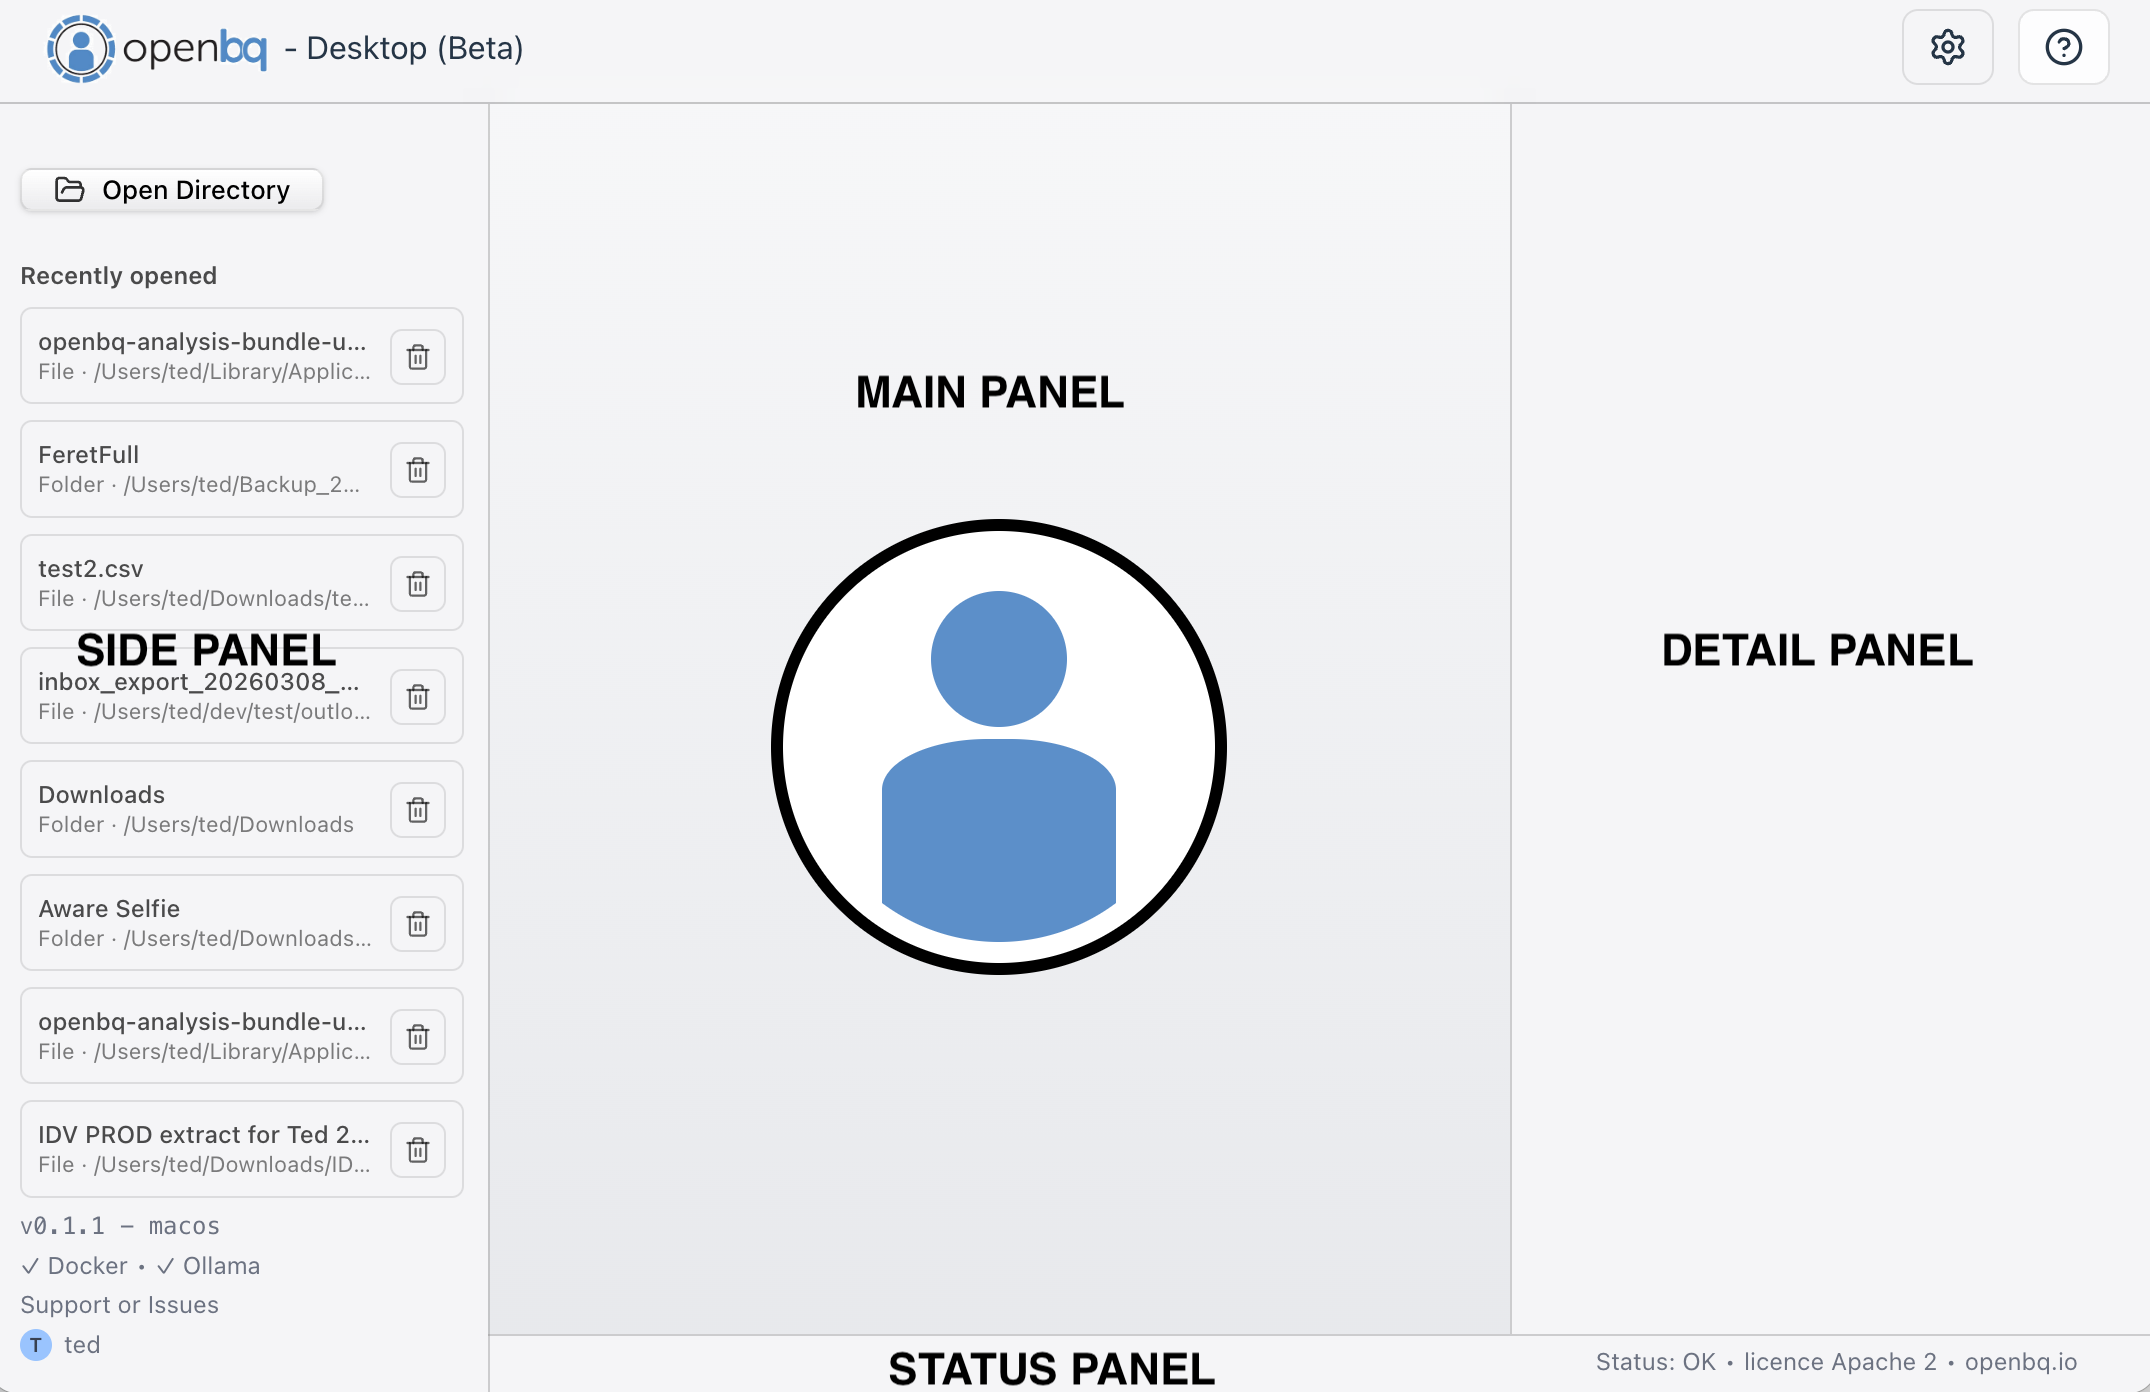 openbq - Desktop (Beta)
Open Directory
Recently opened
openbq-analysis-bundle-u...
File · /Users/ted/Library/Applic...
FeretFull
Folder · /Users/ted/Backup_2...
test2.csv
File · /Users/ted/Downloads/te...
SIDE PANEL
inbox_export_20260308_...
File · /Users/ted/dev/test/outlo...
Downloads
Folder · /Users/ted/Downloads
Aware Selfie
Folder · /Users/ted/Downloads...
openbq-analysis-bundle-u...
File · /Users/ted/Library/Applic...
IDV PROD extract for Ted 2...
File · /Users/ted/Downloads/ID...
v0.1.1 – macos
✓ Docker • ✓ Ollama
Support or Issues
T ted
MAIN PANEL
DETAIL PANEL
STATUS PANEL
Status: OK • licence Apache 2 • openbq.io